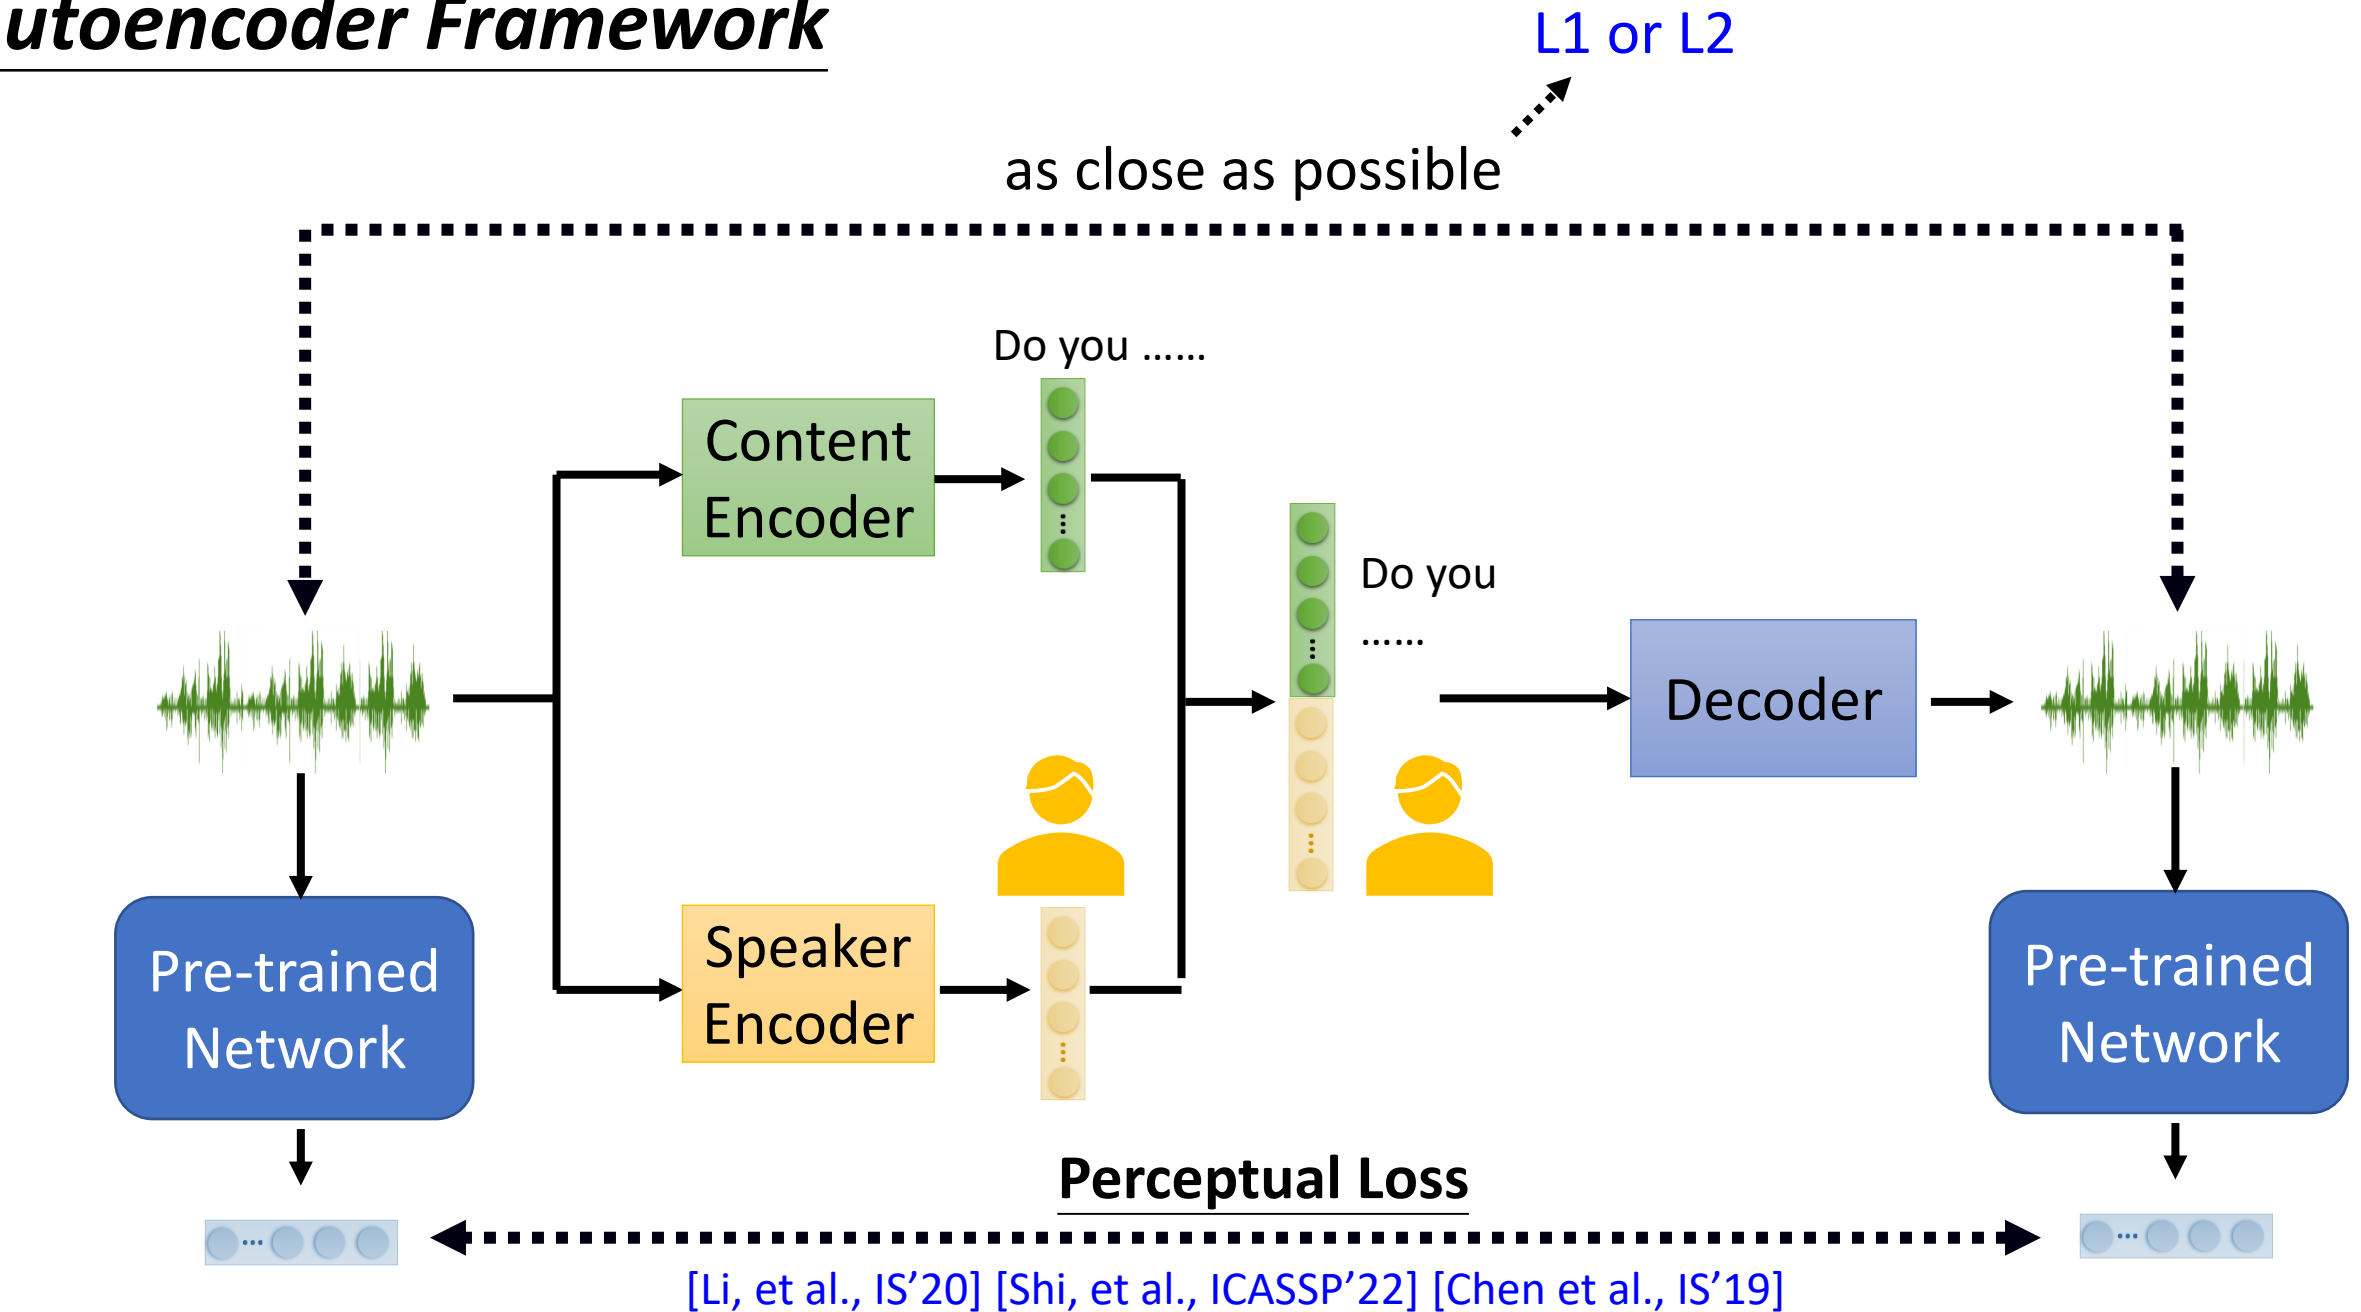 utoencoder Framework
L1 or L2
as close as possible
Do you ......
Content
Encoder
Do you
......
Decoder
Speaker
Encoder
Pre-trained
Network
Pre-trained
Network
Perceptual Loss
[Li, et al., IS’20] [Shi, et al., ICASSP’22] [Chen et al., IS’19]